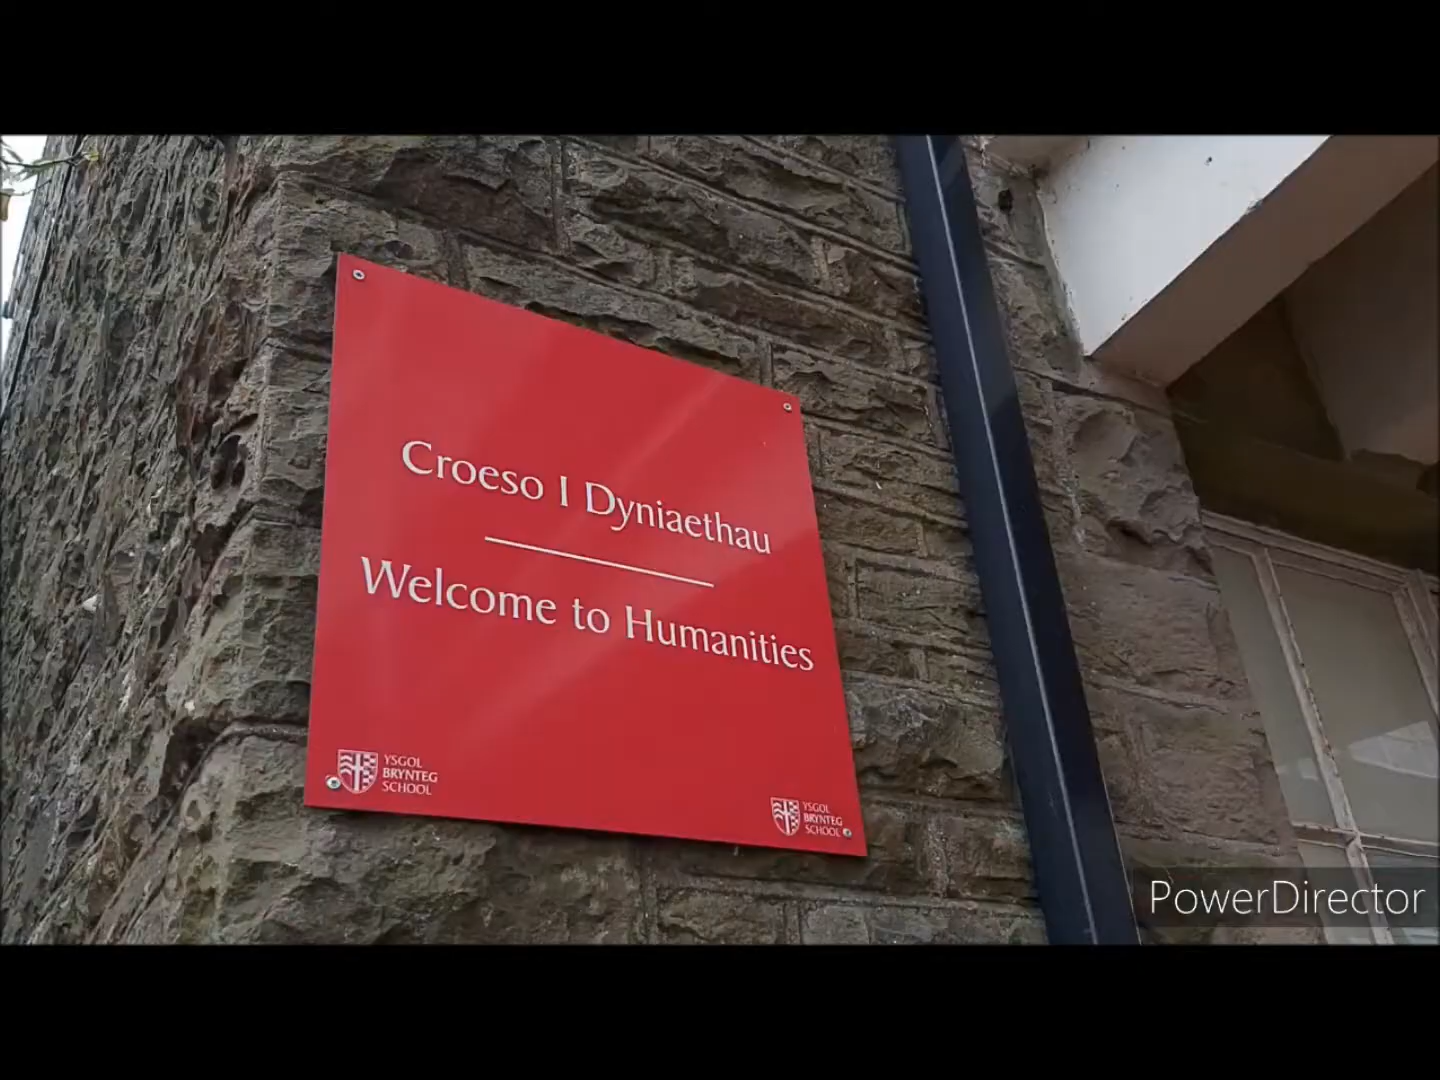 Croeso I Dyniaethau
Welcome to Humanities
YSGOL
BRYNTEG
SCHOOL
YSGOL
BRYNTEG
SCHOOL
PowerDirector